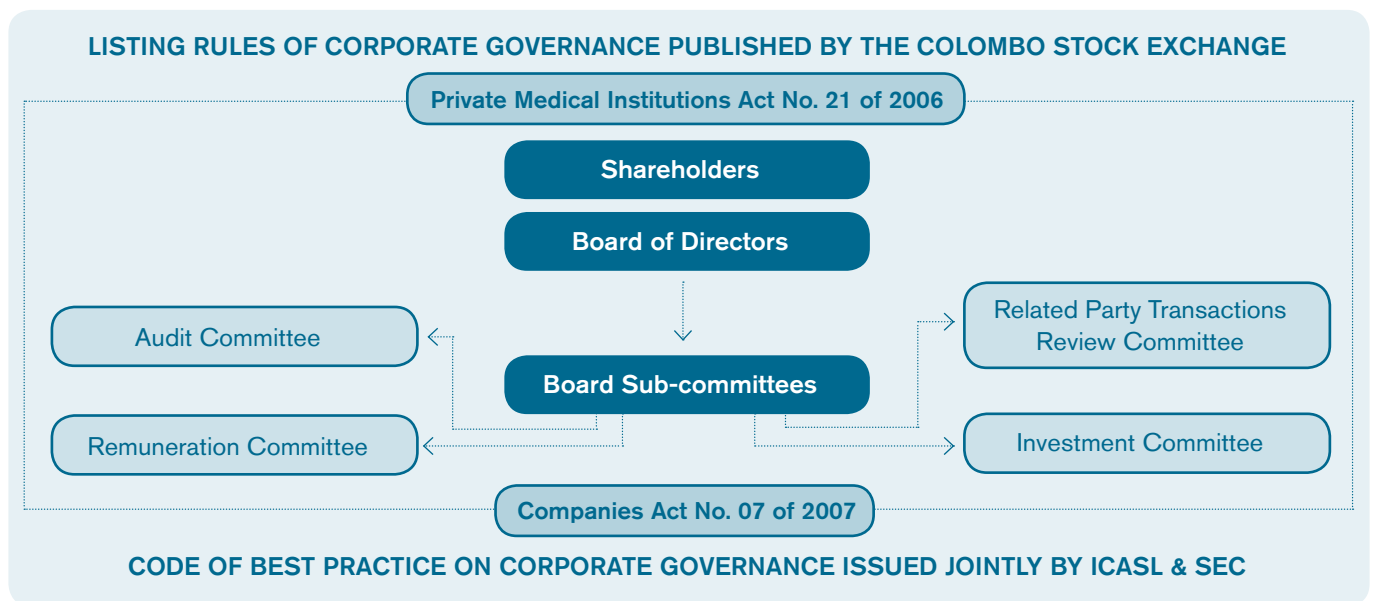 LISTING RULES OF CORPORATE GOVERNANCE PUBLISHED BY THE COLOMBO STOCK EXCHANGE
Private Medical Institutions Act No. 21 of 2006
Shareholders
Board of Directors
Audit Committee
Related Party Transactions
Review Committee
Board Sub-committees
Remuneration Committee
Investment Committee
Companies Act No. 07 of 2007
CODE OF BEST PRACTICE ON CORPORATE GOVERNANCE ISSUED JOINTLY BY ICASL & SEC